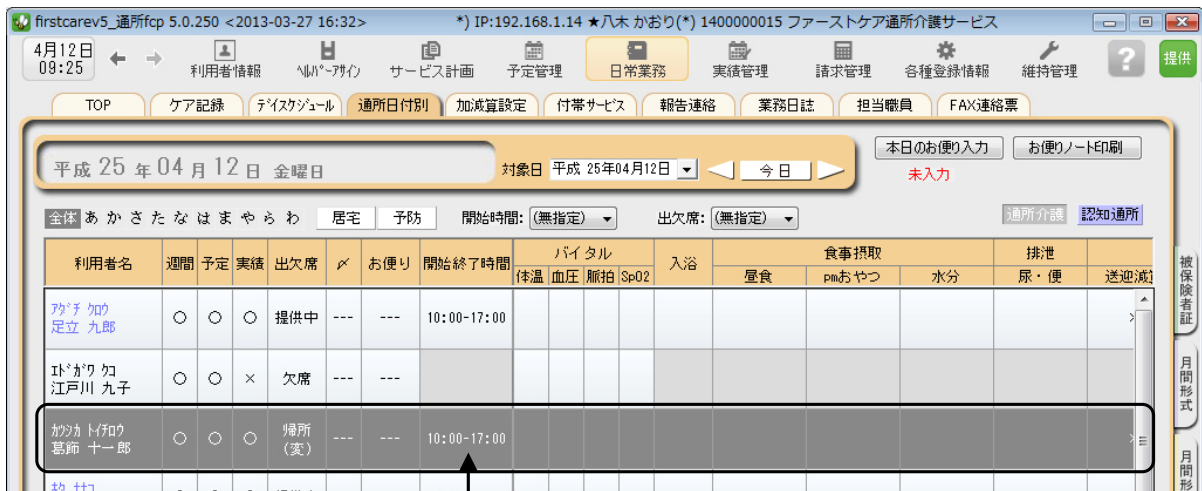 firstcarev5_通所fcp 5.0.250 <2013-03-27 16:32> *) IP:192.168.1.14 ★八木 かおり(*) 1400000015 ファーストケア通所介護サービス
4月12日
09:25
利用者情報 ﾍﾙﾊﾟｰｱｻｲﾝ サービス計画 予定管理 日常業務 実績管理 請求管理 各種登録情報 維持管理 ? 提供
TOP ケア記録 ﾃﾞｲｽｹｼﾞｭｰﾙ 通所日付別 加減算設定 付帯ｻｰﾋﾞｽ 報告連絡 業務日誌 担当職員 FAX連絡票
平成 25 年 04 月 12 日 金曜日 対象日 平成 25年04月12日 今日
本日のお便り入力 お便りノート印刷
未入力
全体 あ か さ た な は ま や ら わ 居宅 予防 開始時間: (無指定) 出欠席: (無指定) 通所介護 認知通所
利用者名 週間 予定 実績 出欠席 〆 お便り 開始終了時間 バイタル 入浴 食事摂取 排泄
体温 血圧 脈拍 SpO2 昼食 pmおやつ 水分 尿・便 送迎減
ｱﾀﾞﾁ ｸﾛｳ
足立 九郎 ○ ○ ○ 提供中 --- --- 10:00-17:00
ｴﾄﾞｶﾞﾜ ｸｺ
江戸川 九子 ○ ○ × 欠席 --- ---
ｶﾂｼｶ ﾄｲﾁﾛｳ
葛飾 十一郎 ○ ○ ○ 帰所(変) --- --- 10:00-17:00
被保険者証
月間形式
月間形